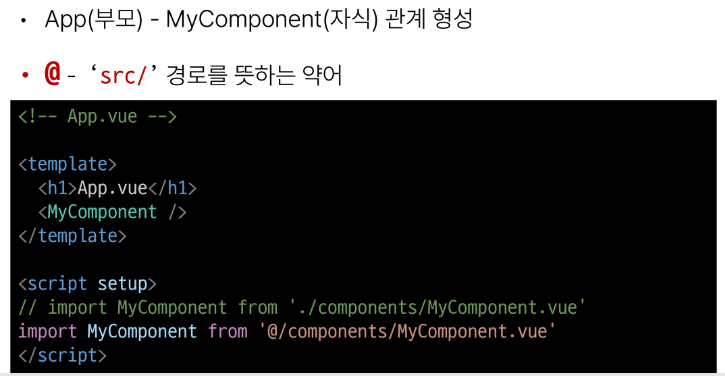 • App(부모) - MyComponent(자식) 관계 형성
• @ - ‘src/’ 경로를 뜻하는 약어
<!-- App.vue -->
<template>
  <h1>App.vue</h1>
  <MyComponent />
</template>
<script setup>
// import MyComponent from './components/MyComponent.vue'
import MyComponent from '@/components/MyComponent.vue'
</script>